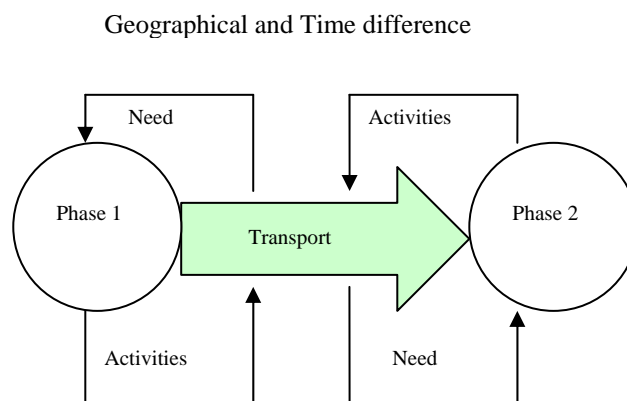 Geographical and Time difference
Need
Activities
Phase 1
Phase 2
Transport
Activities
Need